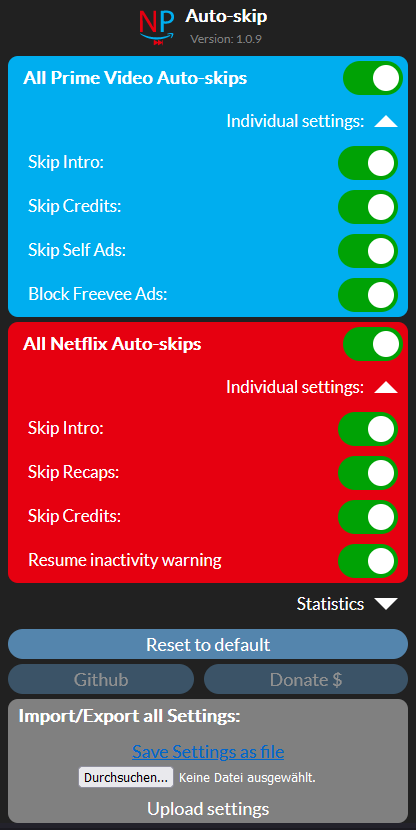 NP Auto-skip
Version: 1.0.9
All Prime Video Auto-skips
Individual settings:
Skip Intro:
Skip Credits:
Skip Self Ads:
Block Freevee Ads:
All Netflix Auto-skips
Individual settings:
Skip Intro:
Skip Recaps:
Skip Credits:
Resume inactivity warning
Statistics
Reset to default
Github Donate $
Import/Export all Settings:
Save Settings as file
Durchsuchen... Keine Datei ausgewählt.
Upload settings